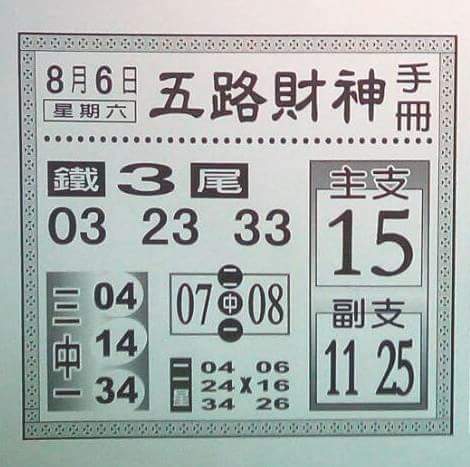 8月6日
星期六
五路財神
手冊
鐵 3 尾
03 23 33
主支
15
三中一
04
14
34
07 二中一 08
副支
11 25
二尾
04 06
24 X 16
34 26